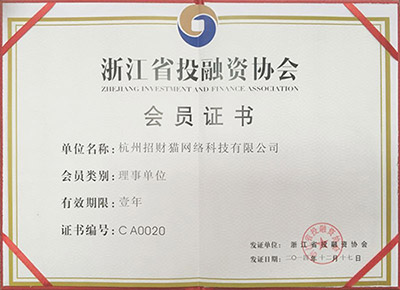 浙江省投融资协会
ZHEJIANG INVESTMENT AND FINANCE ASSOCIATION
会员证书
单位名称：杭州招财猫网络科技有限公司
会员类别：理事单位
有效期限：壹年
证书编号：CA0020
发证单位：浙江省投融资协会
发证日期：二〇一四年十二月十七日